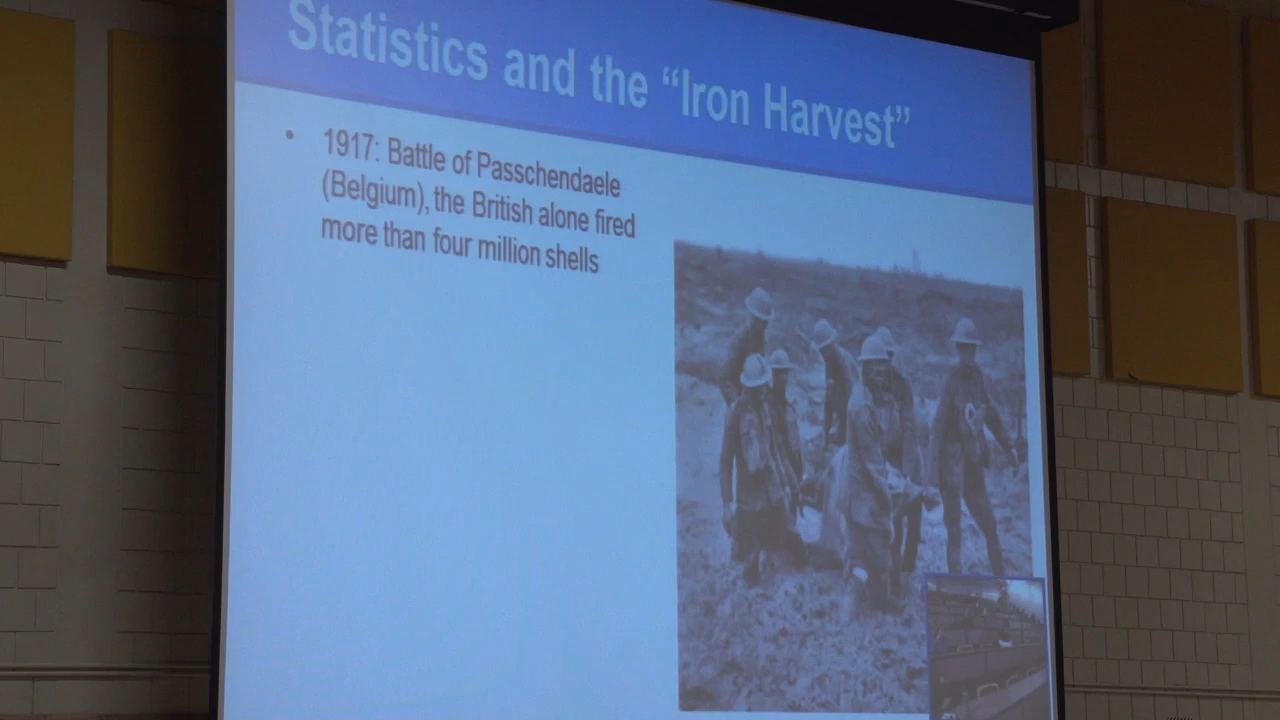 Statistics and the “Iron Harvest”
• 1917: Battle of Passchendaele
(Belgium), the British alone fired
more than four million shells